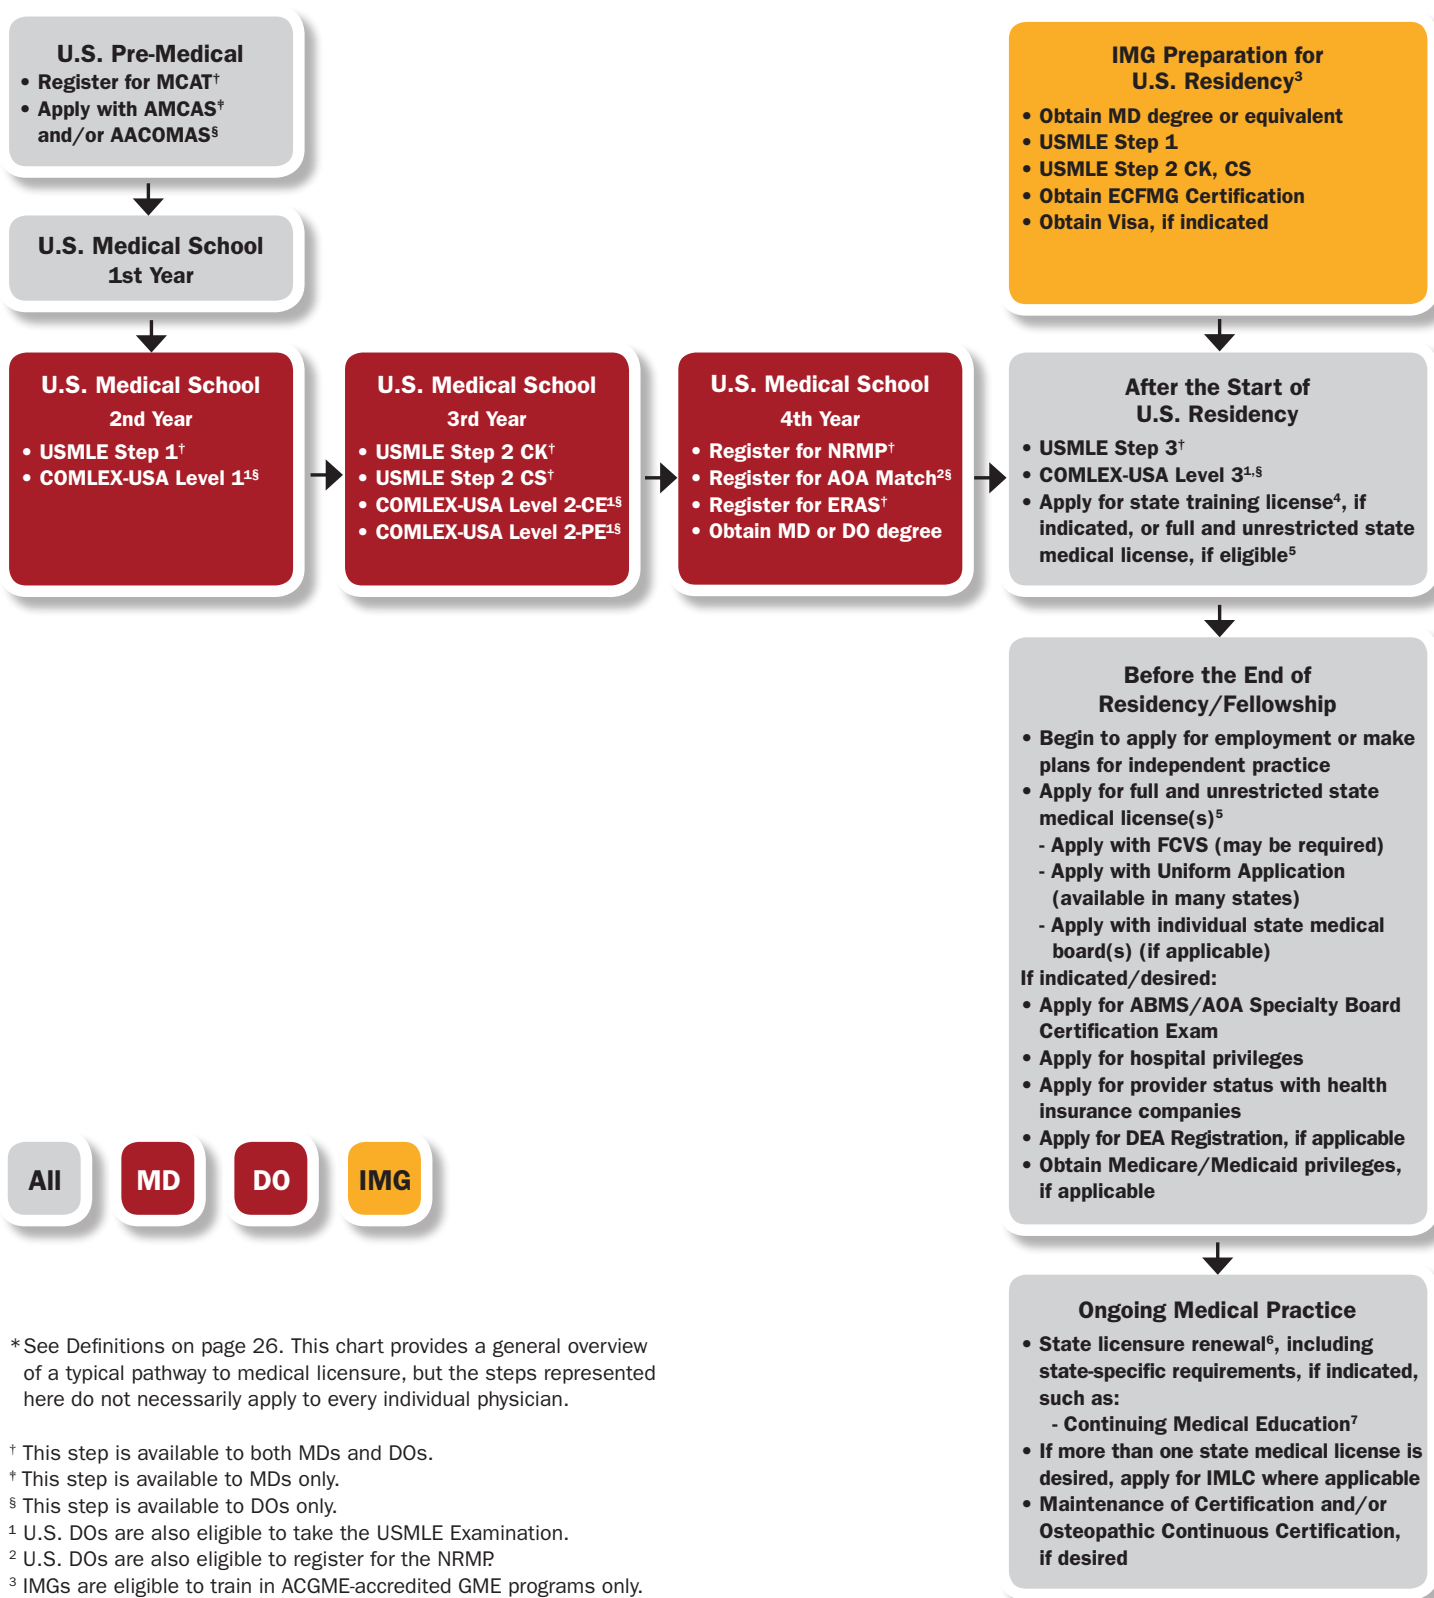 U.S. Pre-Medical
• Register for MCAT†
• Apply with AMCAS‡
and/or AACOMAS§
U.S. Medical School
1st Year
U.S. Medical School
2nd Year
• USMLE Step 1†
• COMLEX-USA Level 1¹§
U.S. Medical School
3rd Year
• USMLE Step 2 CK†
• USMLE Step 2 CS†
• COMLEX-USA Level 2-CE¹§
• COMLEX-USA Level 2-PE¹§
U.S. Medical School
4th Year
• Register for NRMP†
• Register for AOA Match²§
• Register for ERAS†
• Obtain MD or DO degree
IMG Preparation for
U.S. Residency³
• Obtain MD degree or equivalent
• USMLE Step 1
• USMLE Step 2 CK, CS
• Obtain ECFMG Certification
• Obtain Visa, if indicated
After the Start of
U.S. Residency
• USMLE Step 3†
• COMLEX-USA Level 3¹,§
• Apply for state training license⁴, if
indicated, or full and unrestricted state
medical license, if eligible⁵
Before the End of
Residency/Fellowship
• Begin to apply for employment or make
plans for independent practice
• Apply for full and unrestricted state
medical license(s)⁵
- Apply with FCVS (may be required)
- Apply with Uniform Application
(available in many states)
- Apply with individual state medical
board(s) (if applicable)
If indicated/desired:
• Apply for ABMS/AOA Specialty Board
Certification Exam
• Apply for hospital privileges
• Apply for provider status with health
insurance companies
• Apply for DEA Registration, if applicable
• Obtain Medicare/Medicaid privileges,
if applicable
Ongoing Medical Practice
• State licensure renewal⁶, including
state-specific requirements, if indicated,
such as:
- Continuing Medical Education⁷
• If more than one state medical license is
desired, apply for IMLC where applicable
• Maintenance of Certification and/or
Osteopathic Continuous Certification,
if desired
All
MD
DO
IMG
*See Definitions on page 26. This chart provides a general overview
of a typical pathway to medical licensure, but the steps represented
here do not necessarily apply to every individual physician.
† This step is available to both MDs and DOs.
‡ This step is available to MDs only.
§ This step is available to DOs only.
¹ U.S. DOs are also eligible to take the USMLE Examination.
² U.S. DOs are also eligible to register for the NRMP.
³ IMGs are eligible to train in ACGME-accredited GME programs only.